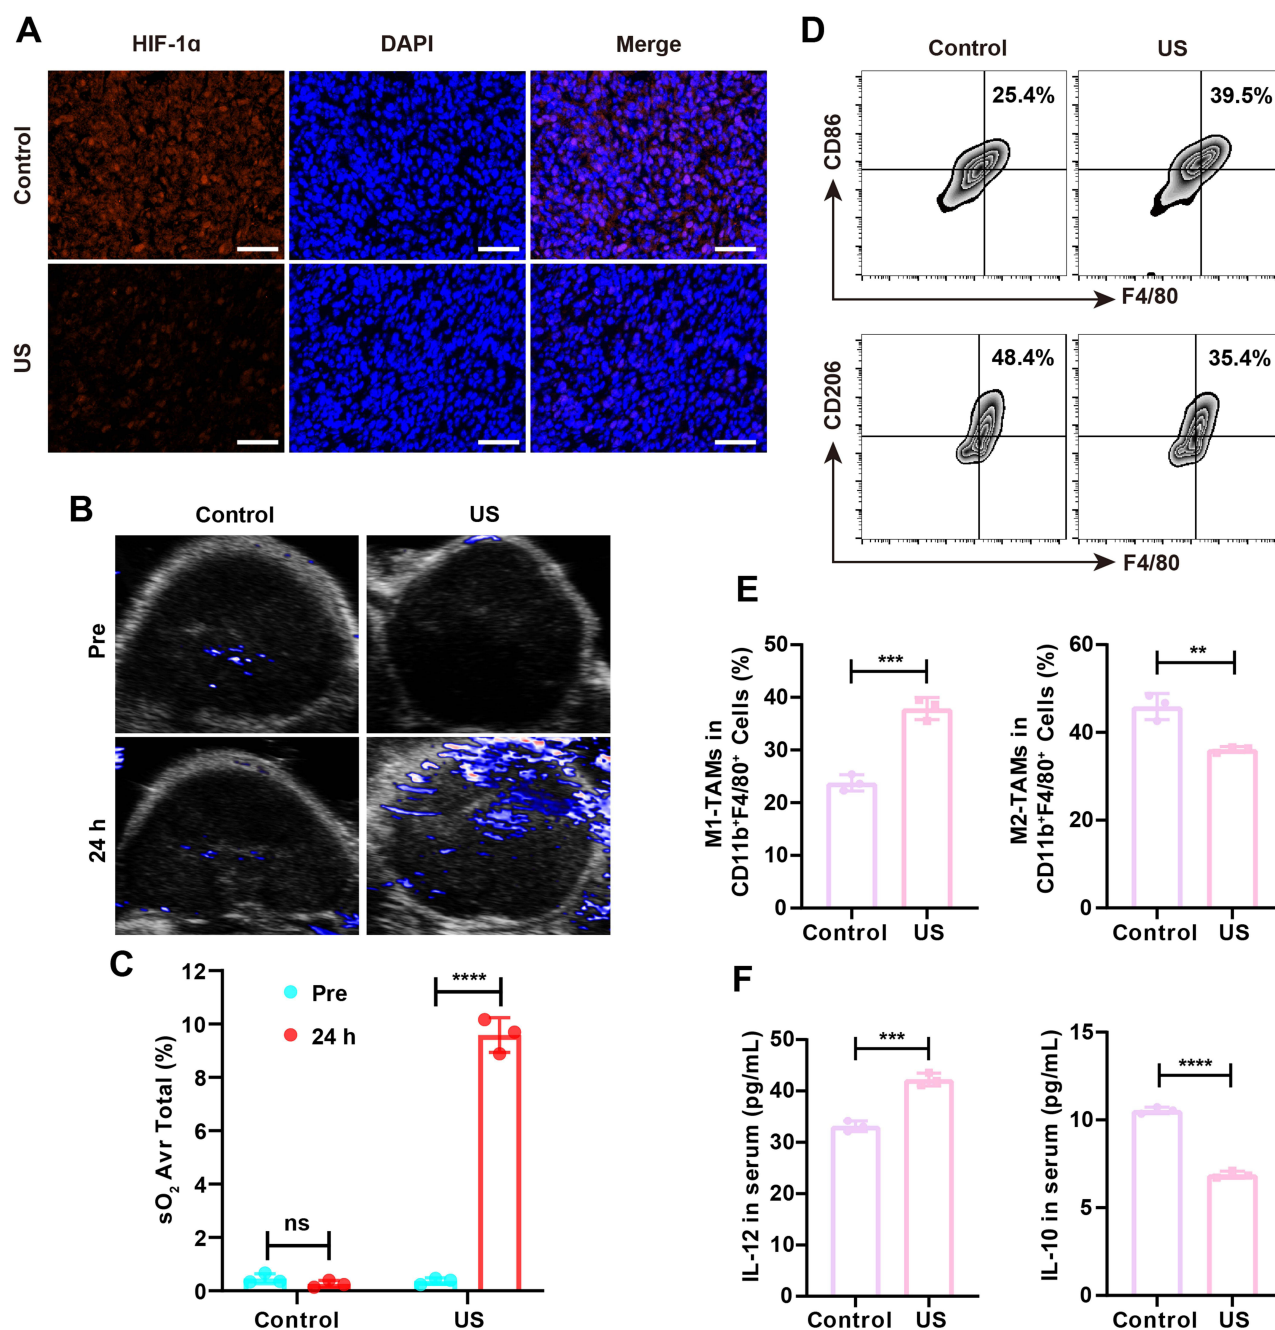 A
HIF-1α DAPI Merge
Control
US
B
Control US
Pre
24 h
C
sO2 Avr Total (%)
12
10
8
6
4
2
0
Pre
24 h
ns
****
Control US
D
Control US
CD86
25.4%
39.5%
F4/80
CD206
48.4%
35.4%
F4/80
E
M1-TAMs in
CD11b+F4/80+ Cells (%)
50
40
30
20
10
0
***
Control US
M2-TAMs in
CD11b+F4/80+ Cells (%)
60
40
20
0
**
Control US
F
IL-12 in serum (pg/mL)
50
40
30
20
10
0
***
Control US
IL-10 in serum (pg/mL)
15
10
5
0
****
Control US